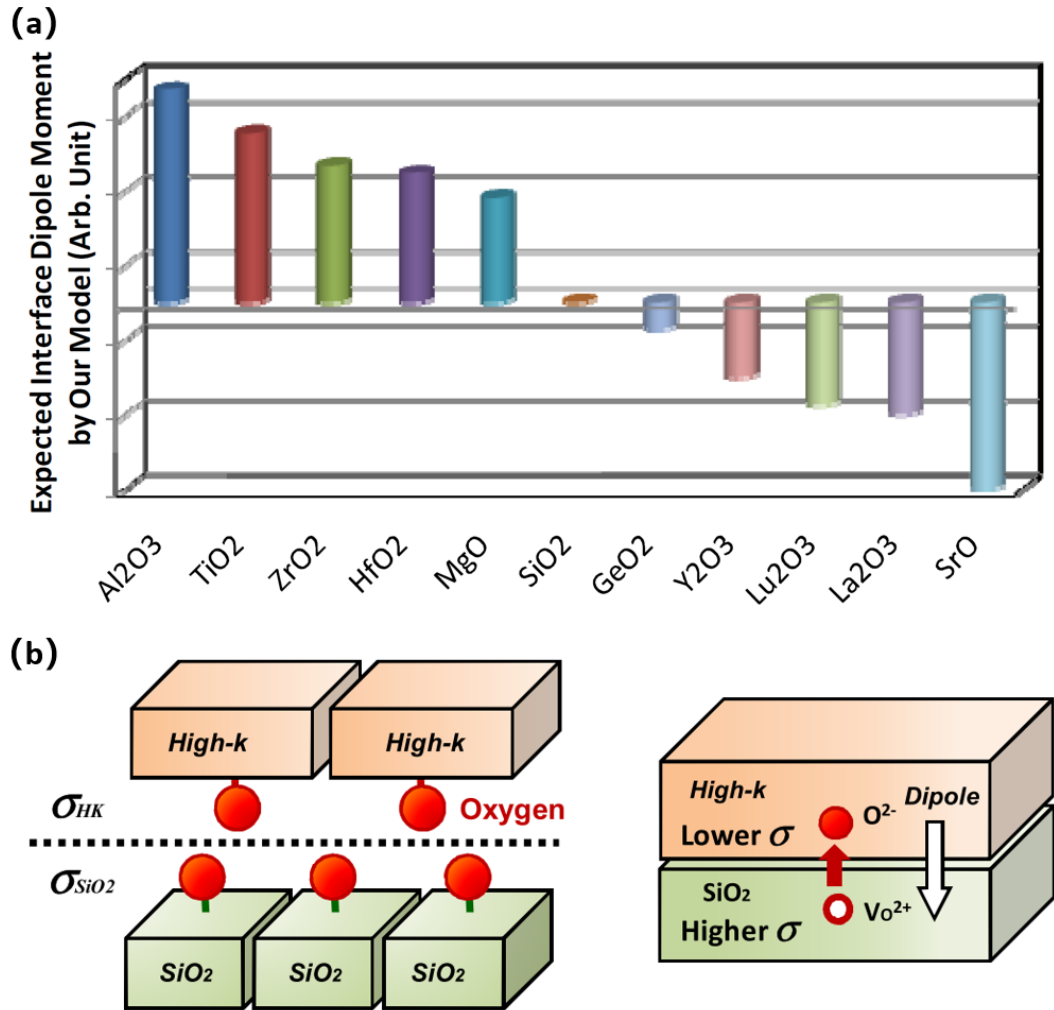 (a)
Expected Interface Dipole Moment
by Our Model (Arb. Unit)
Al2O3
TiO2
ZrO2
HfO2
MgO
SiO2
GeO2
Y2O3
Lu2O3
La2O3
SrO
(b)
High-k
High-k
σHK
Oxygen
σSiO2
SiO2
SiO2
SiO2
High-k
Dipole
O2-
Lower σ
SiO2
Vo2+
Higher σ